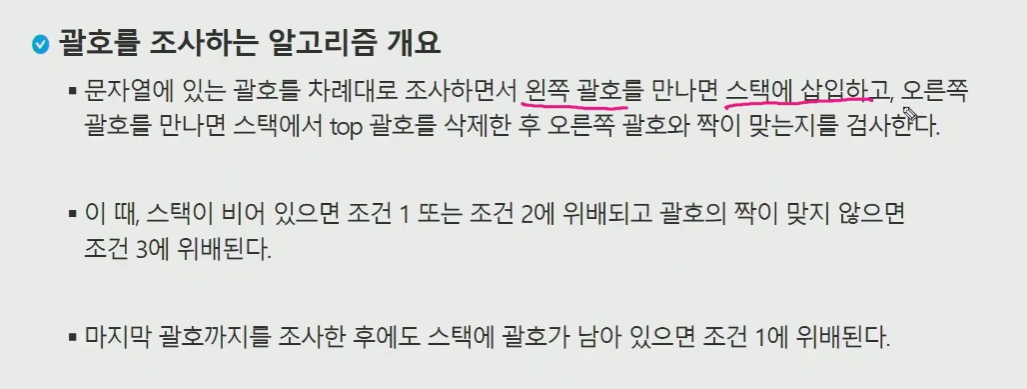 괄호를 조사하는 알고리즘 개요
▪ 문자열에 있는 괄호를 차례대로 조사하면서 왼쪽 괄호를 만나면 스택에 삽입하고, 오른쪽
괄호를 만나면 스택에서 top 괄호를 삭제한 후 오른쪽 괄호와 짝이 맞는지를 검사한다.
▪ 이 때, 스택이 비어 있으면 조건 1 또는 조건 2에 위배되고 괄호의 짝이 맞지 않으면
조건 3에 위배된다.
▪ 마지막 괄호까지를 조사한 후에도 스택에 괄호가 남아 있으면 조건 1에 위배된다.